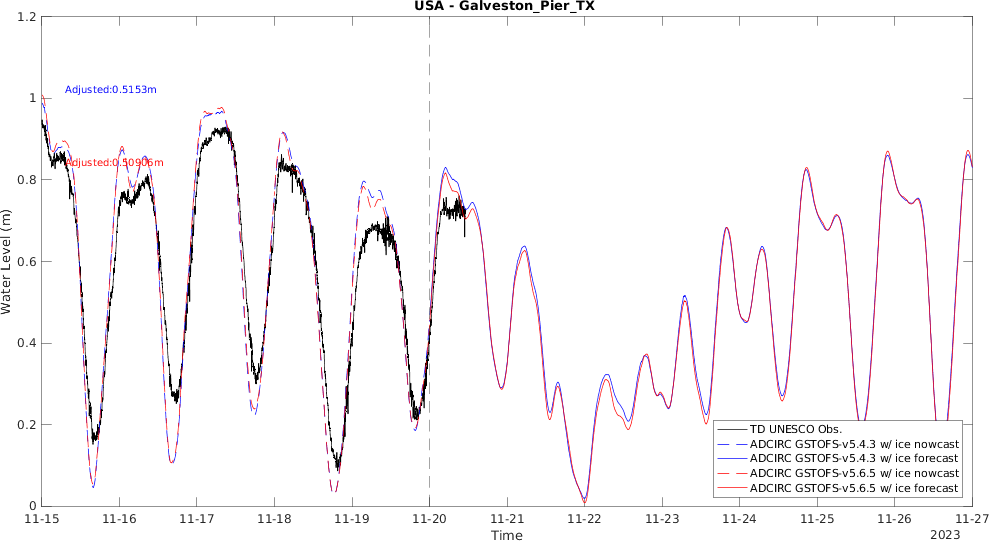 USA - Galveston_Pier_TX
1.2
1
0.8
0.6
0.4
0.2
0
Water Level (m)
Adjusted:0.5153m
Adjusted:0.50906m
TD UNESCO Obs.
ADCIRC GSTOFS-v5.4.3 w/ ice nowcast
ADCIRC GSTOFS-v5.4.3 w/ ice forecast
ADCIRC GSTOFS-v5.6.5 w/ ice nowcast
ADCIRC GSTOFS-v5.6.5 w/ ice forecast
11-15 11-16 11-17 11-18 11-19 11-20 11-21 11-22 11-23 11-24 11-25 11-26 11-27
Time
2023